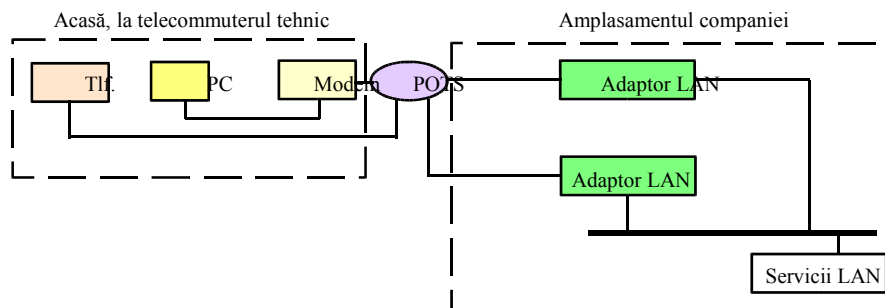 Acasă, la telecommuterul tehnic
Amplasamentul companiei
Tlf.
PC
Modem
POTS
Adaptor LAN
Adaptor LAN
Servicii LAN